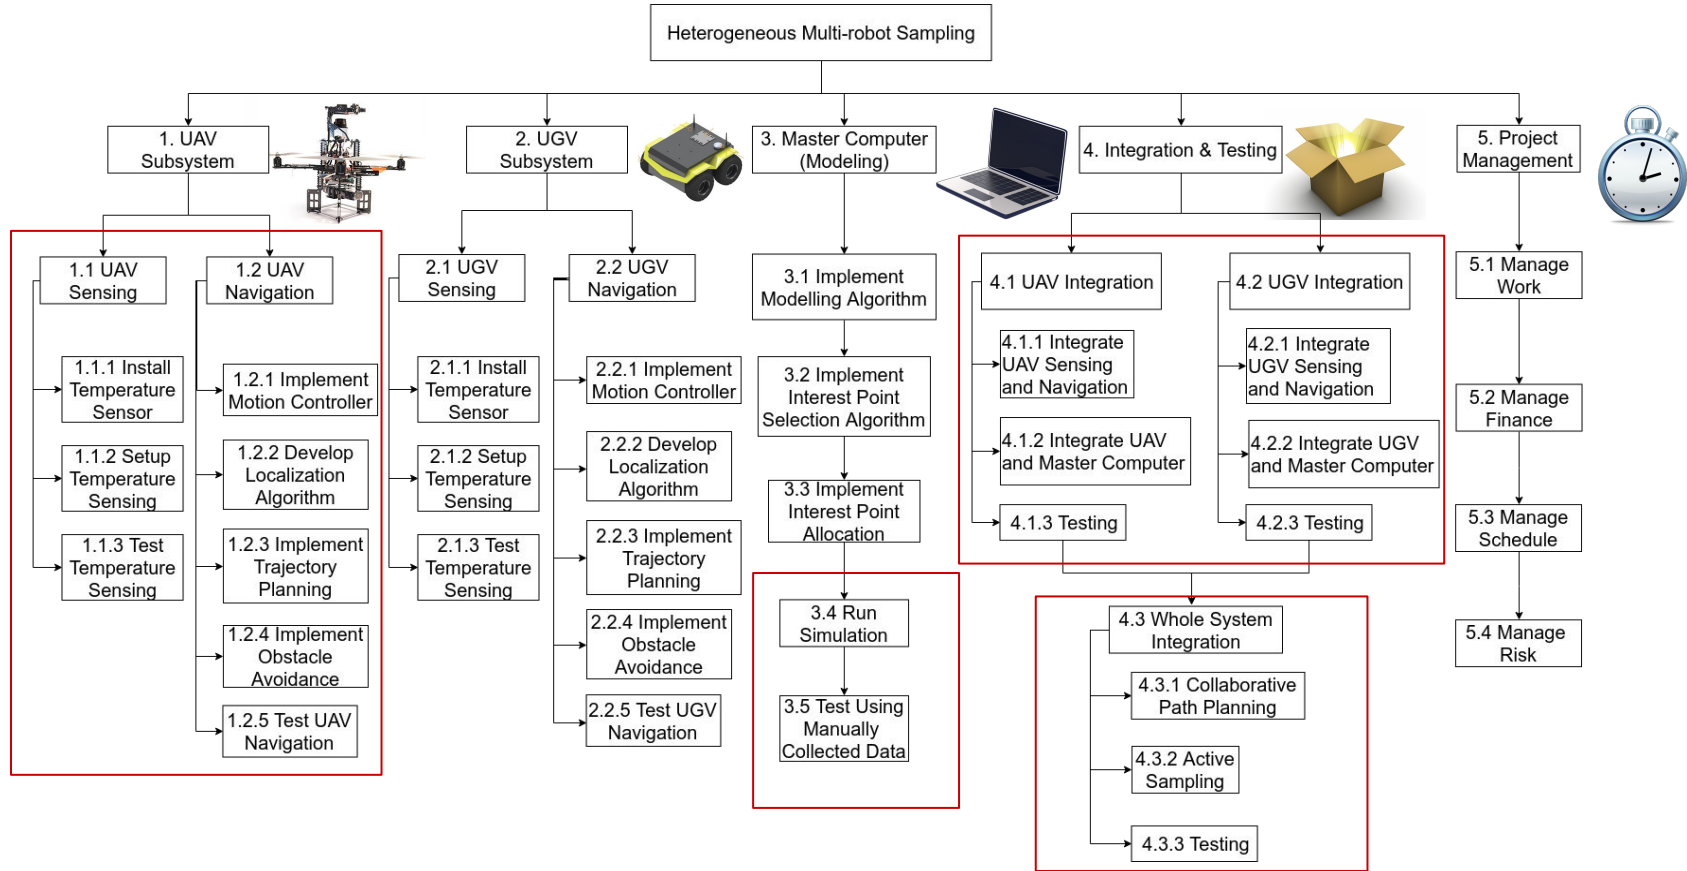 Heterogeneous Multi-robot Sampling
1. UAV
Subsystem
2. UGV
Subsystem
3. Master Computer
(Modeling)
4. Integration & Testing
5. Project
Management
1.1 UAV
Sensing
1.1.1 Install
Temperature
Sensor
1.1.2 Setup
Temperature
Sensing
1.1.3 Test
Temperature
Sensing
1.2 UAV
Navigation
1.2.1 Implement
Motion Controller
1.2.2 Develop
Localization
Algorithm
1.2.3 Implement
Trajectory
Planning
1.2.4 Implement
Obstacle
Avoidance
1.2.5 Test UAV
Navigation
2.1 UGV
Sensing
2.1.1 Install
Temperature
Sensor
2.1.2 Setup
Temperature
Sensing
2.1.3 Test
Temperature
Sensing
2.2 UGV
Navigation
2.2.1 Implement
Motion Controller
2.2.2 Develop
Localization
Algorithm
2.2.3 Implement
Trajectory
Planning
2.2.4 Implement
Obstacle
Avoidance
2.2.5 Test UGV
Navigation
3.1 Implement
Modelling Algorithm
3.2 Implement
Interest Point
Selection Algorithm
3.3 Implement
Interest Point
Allocation
3.4 Run
Simulation
3.5 Test Using
Manually
Collected Data
4.1 UAV Integration
4.1.1 Integrate
UAV Sensing
and Navigation
4.1.2 Integrate UAV
and Master Computer
4.1.3 Testing
4.2 UGV Integration
4.2.1 Integrate
UGV Sensing
and Navigation
4.2.2 Integrate UGV
and Master Computer
4.2.3 Testing
4.3 Whole System
Integration
4.3.1 Collaborative
Path Planning
4.3.2 Active
Sampling
4.3.3 Testing
5.1 Manage
Work
5.2 Manage
Finance
5.3 Manage
Schedule
5.4 Manage
Risk